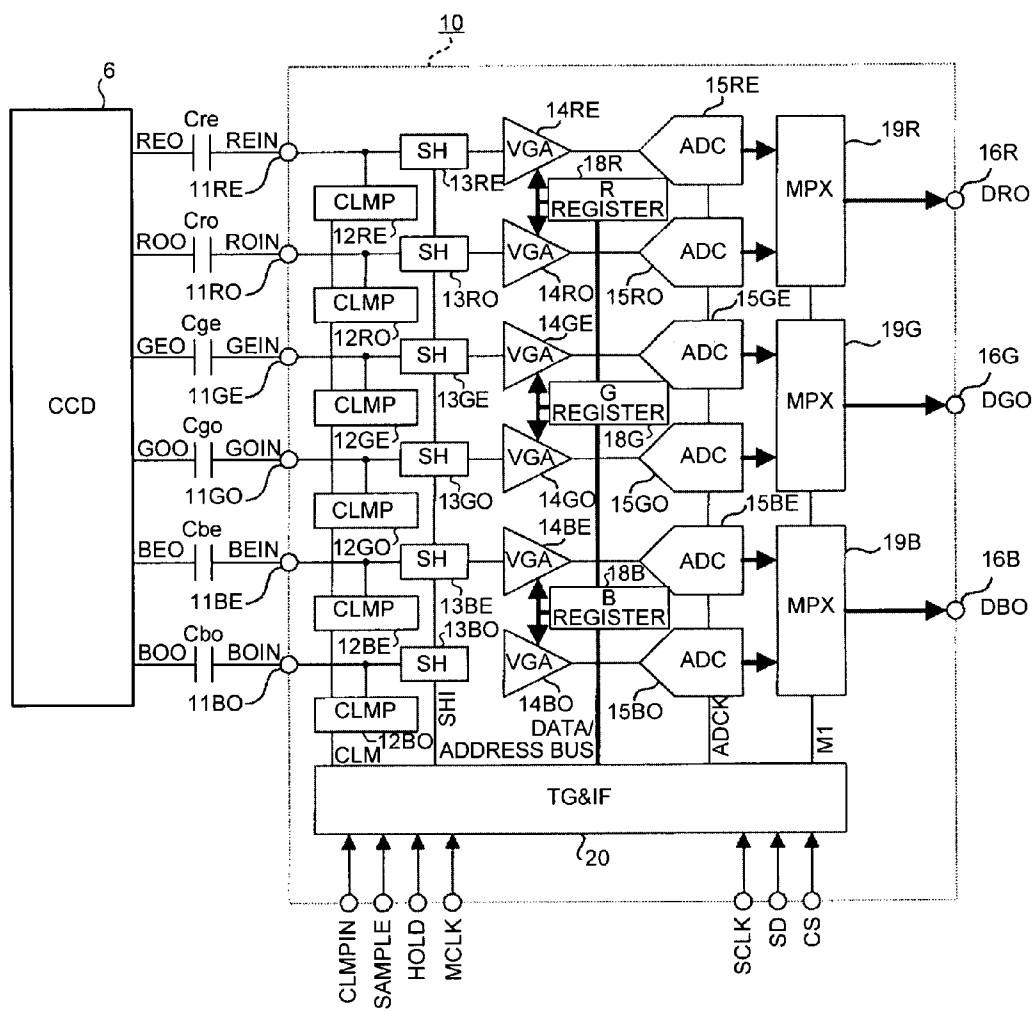 10
6
15RE
Cre
14RE
19R
REO
REIN
SH
VGA
18R
ADC
16R
11RE
13RE
R
REGISTER
MPX
DRO
CLMP
12RE
Cro
ROO
ROIN
SH
VGA
ADC
11RO
13RO
14RO
15RO
15GE
CLMP
12RO
14GE
Cge
19G
GEO
GEIN
SH
VGA
ADC
16G
11GE
13GE
G
REGISTER
MPX
DGO
CCD
CLMP
12GE
18G
Cgo
GOO
GOIN
SH
VGA
ADC
11GO
13GO
14GO
15GO
15BE
CLMP
12GO
14BE
Cbe
19B
BEO
BEIN
SH
VGA
ADC
16B
11BE
13BE
18B
B
REGISTER
MPX
DBO
CLMP
12BE
13BO
Cbo
BOO
BOIN
SH
VGA
ADC
11BO
14BO
15BO
CLMP
12BO
SHI
DATA/
ADDRESS BUS
ADCK
M1
CLM
TG&IF
20
CLMPIN
SAMPLE
HOLD
MCLK
SCLK
SD
CS